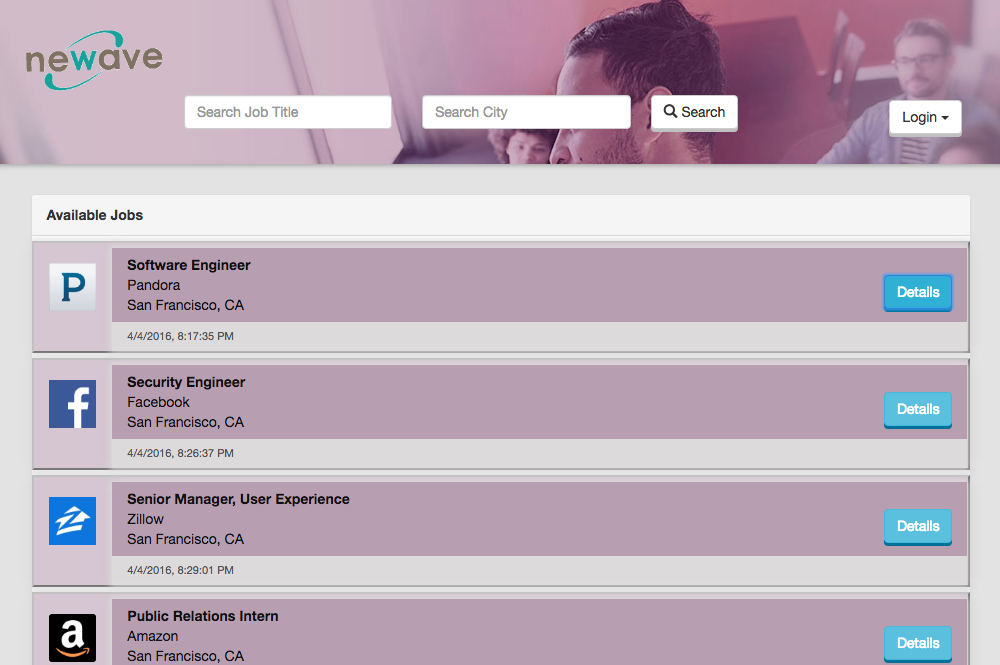 newave
Search Job Title
Search City
Search
Login
Available Jobs
P
Software Engineer
Pandora
San Francisco, CA
Details
4/4/2016, 8:17:35 PM
f
Security Engineer
Facebook
San Francisco, CA
Details
4/4/2016, 8:26:37 PM
Z
Senior Manager, User Experience
Zillow
San Francisco, CA
Details
4/4/2016, 8:29:01 PM
a
Public Relations Intern
Amazon
San Francisco, CA
Details